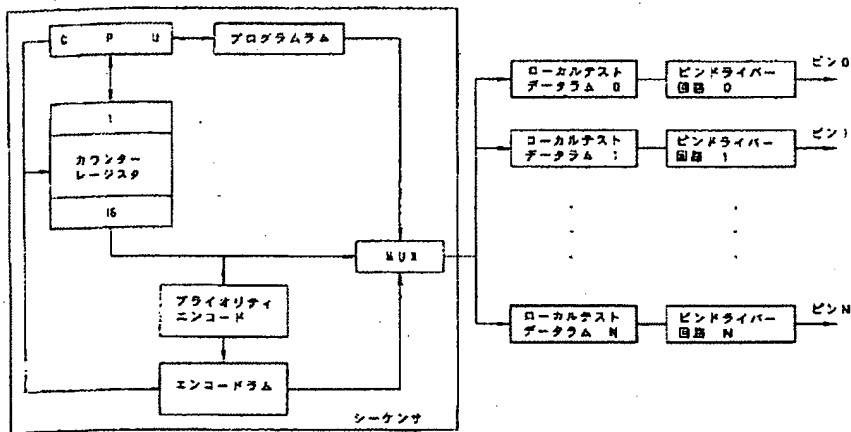 C P U
プログラムラム
1
カウンター
レージスタ
16
プライオリティ
エンコード
エンコードラム
MUX
シーケンサ
ローカルテスト
データラム 0
ピンドライバー
回路 0
ピン0
ローカルテスト
データラム 1
ピンドライバー
回路 1
ピン1
ローカルテスト
データラム N
ピンドライバー
回路 N
ピンN